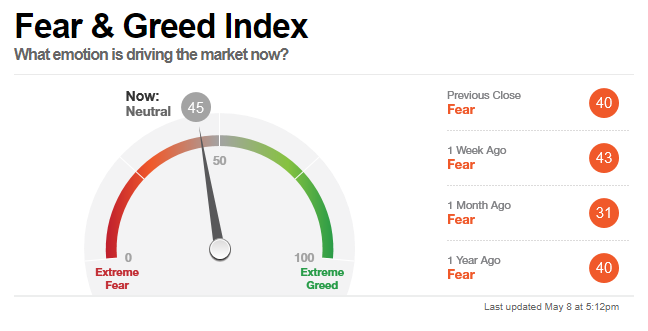 Fear & Greed Index
What emotion is driving the market now?
Now:
Neutral
45
50
0
100
Extreme
Fear
Extreme
Greed
Previous Close
Fear
40
1 Week Ago
Fear
43
1 Month Ago
Fear
31
1 Year Ago
Fear
40
Last updated May 8 at 5:12pm